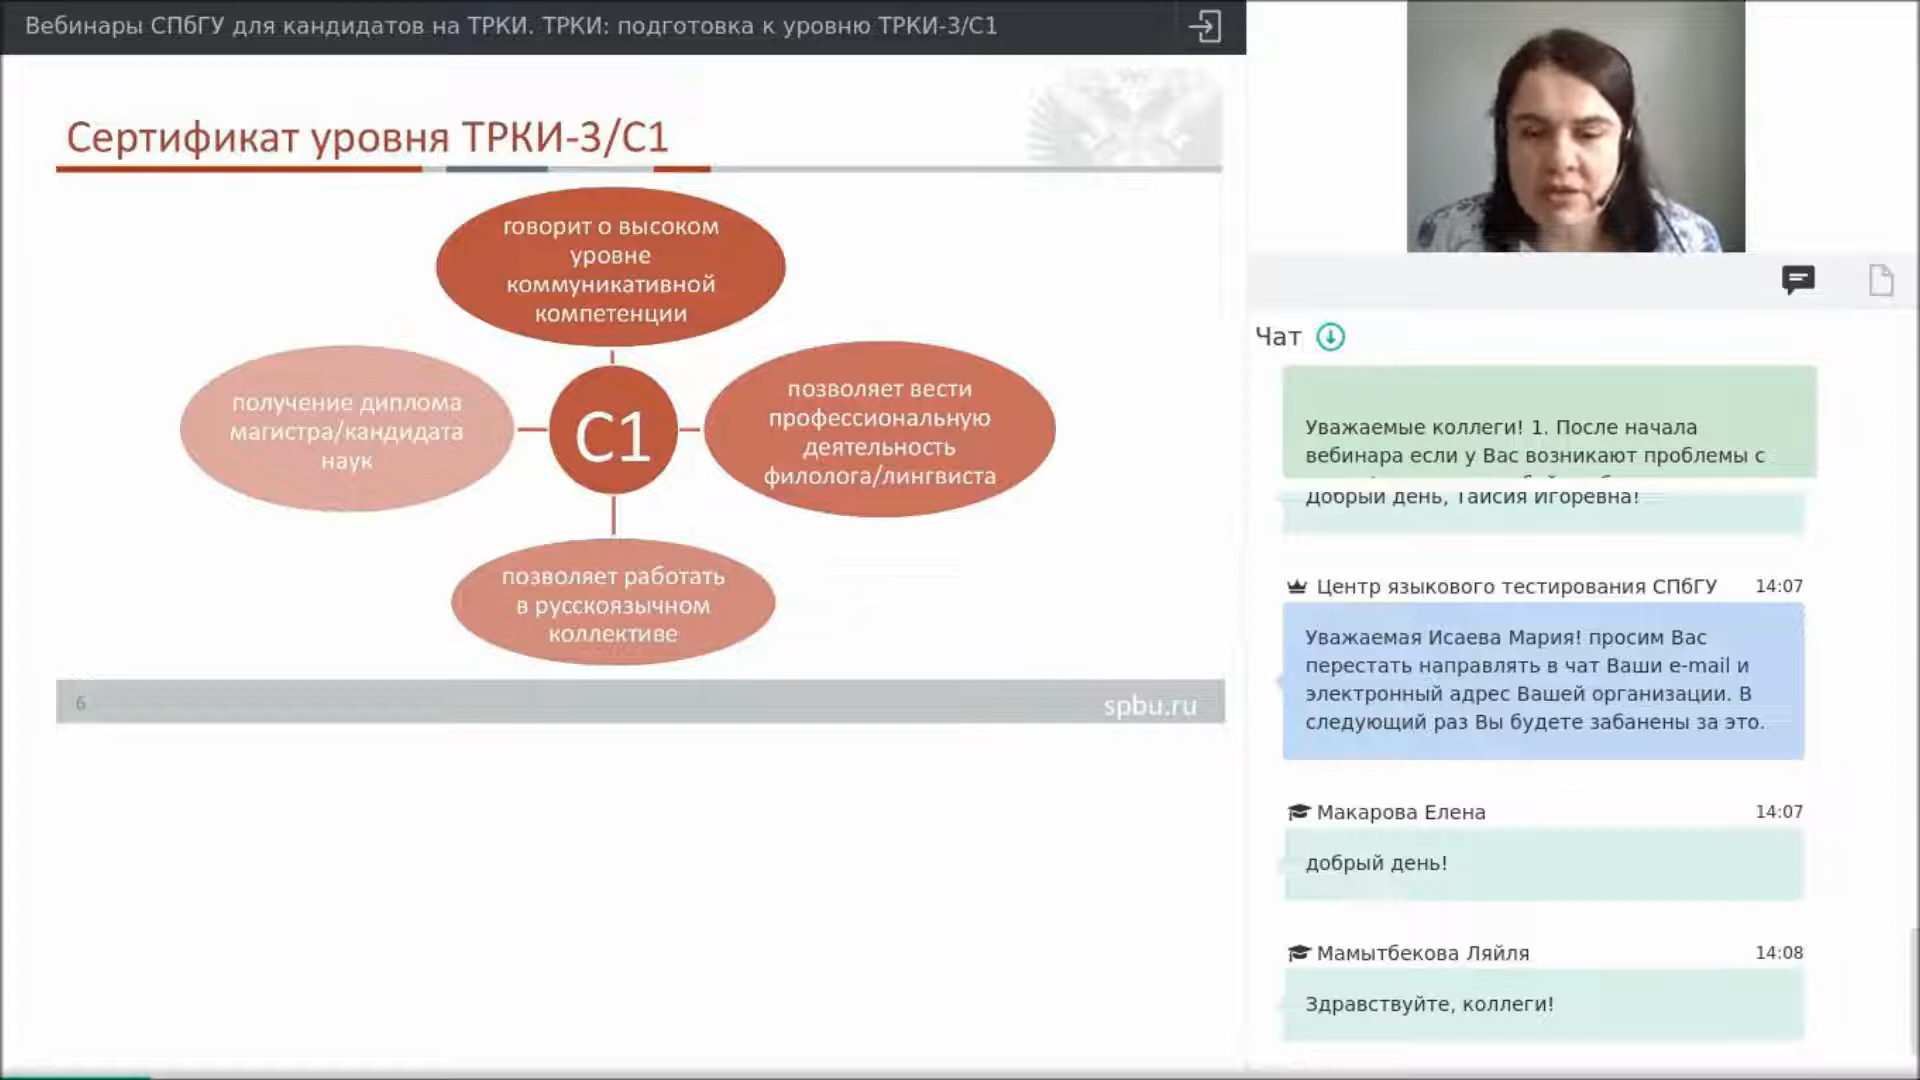 Вебинары СПбГУ для кандидатов на ТРКИ. ТРКИ: подготовка к уровню ТРКИ-3/С1
Сертификат уровня ТРКИ-3/С1
говорит о высоком
уровне
коммуникативной
компетенции
получение диплома
магистра/кандидата
наук
С1
позволяет вести
профессиональную
деятельность
филолога/лингвиста
позволяет работать
в русскоязычном
коллективе
6
spbu.ru
Чат
Уважаемые коллеги! 1. После начала
вебинара если у Вас возникают проблемы с
Добрый день, Таисия Игоревна!
Центр языкового тестирования СПбГУ 14:07
Уважаемая Исаева Мария! просим Вас
перестать направлять в чат Ваши e-mail и
электронный адрес Вашей организации. В
следующий раз Вы будете забанены за это.
Макарова Елена 14:07
добрый день!
Мамытбекова Ляйля 14:08
Здравствуйте, коллеги!